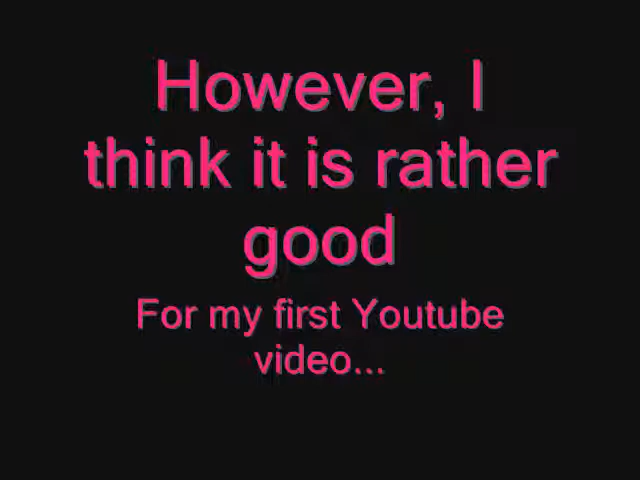 However, I
think it is rather
good
For my first Youtube
video...